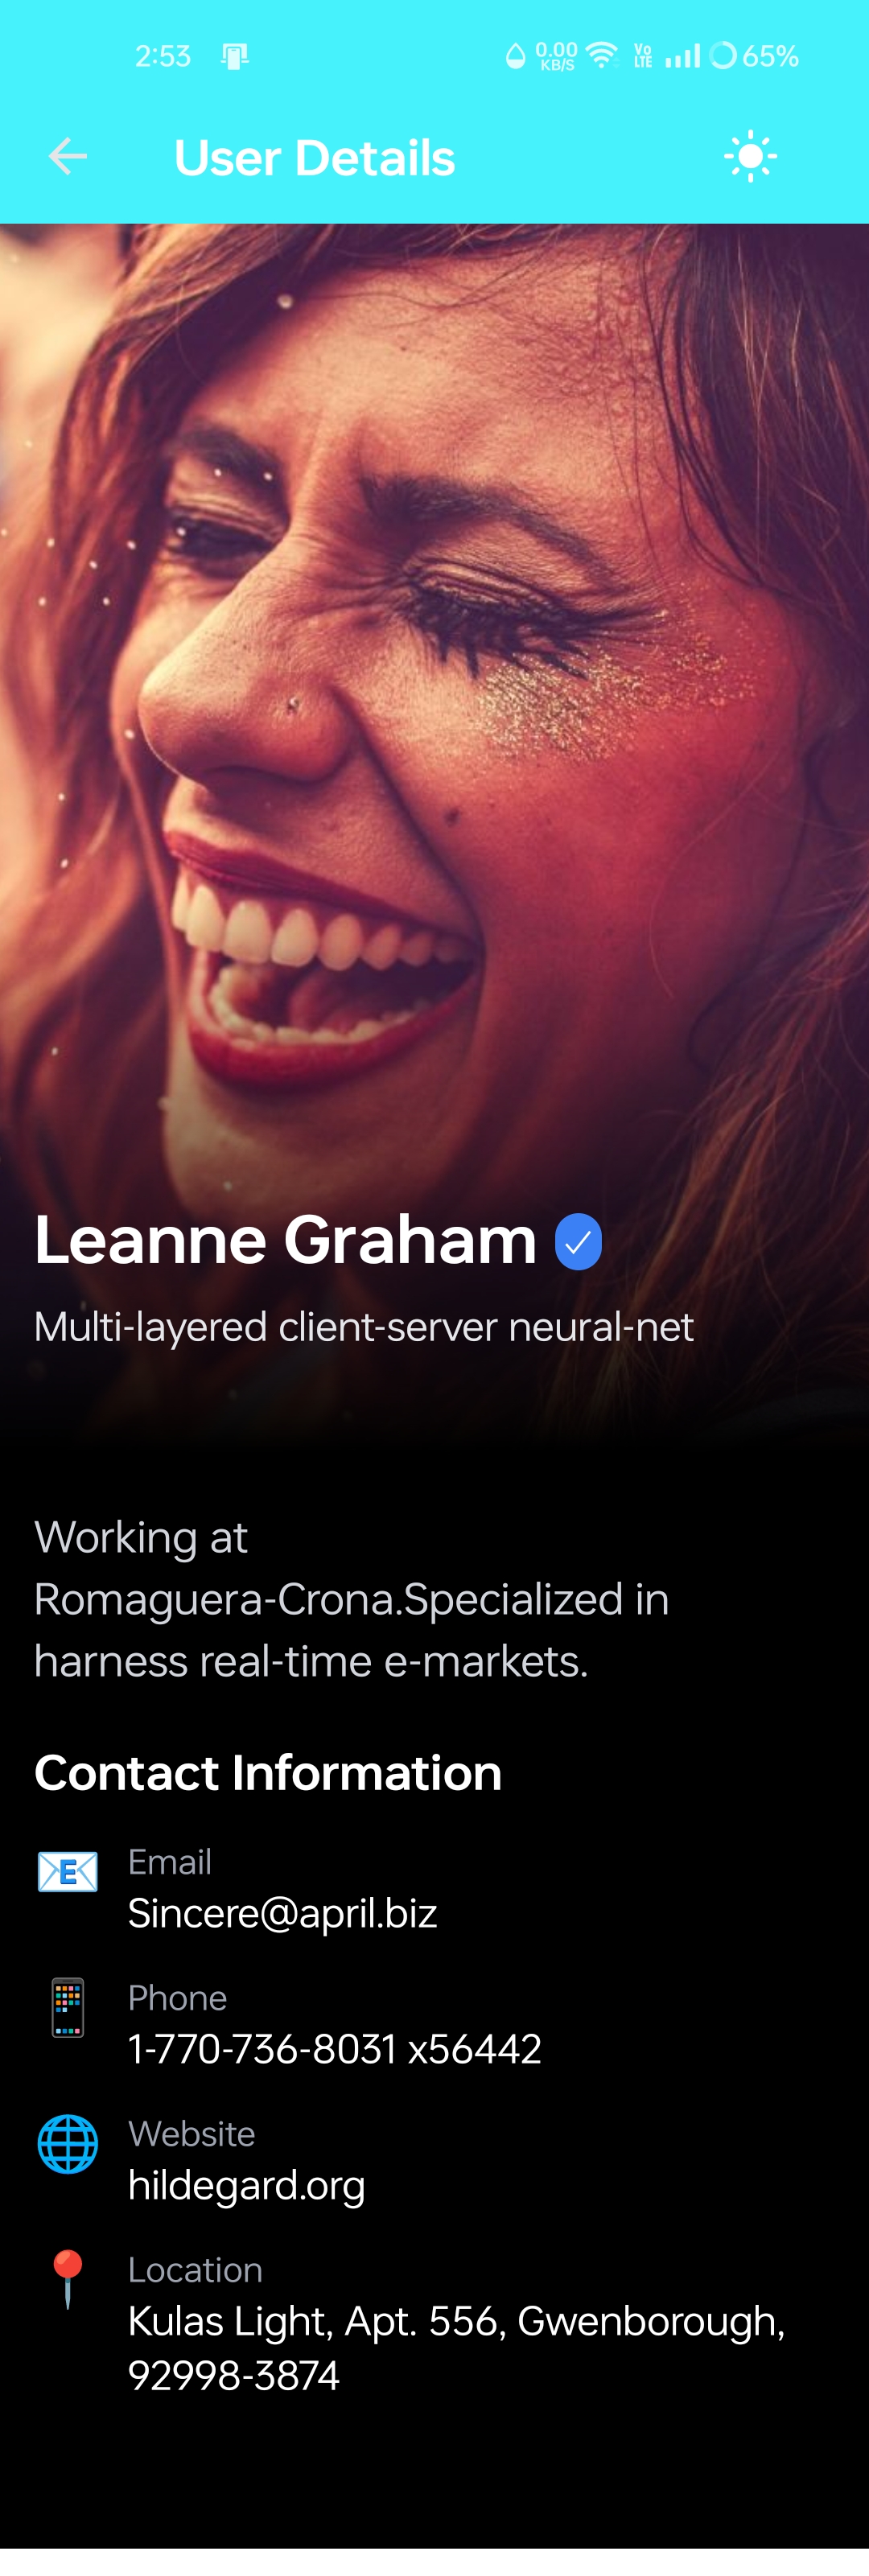 2:53 0.00 KB/S Vo LTE 65%
User Details
Leanne Graham
Multi-layered client-server neural-net
Working at
Romaguera-Crona.Specialized in
harness real-time e-markets.
Contact Information
Email
Sincere@april.biz
Phone
1-770-736-8031 x56442
Website
hildegard.org
Location
Kulas Light, Apt. 556, Gwenborough,
92998-3874